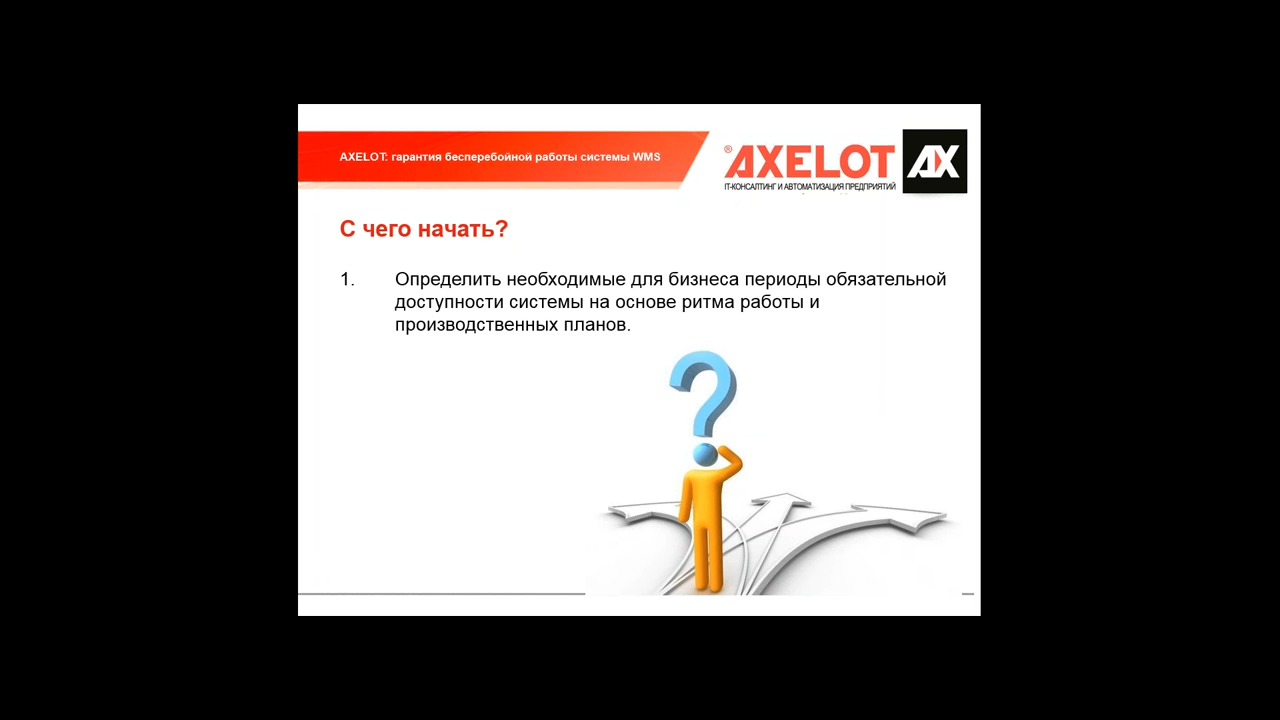 AXELOT: гарантия бесперебойной работы системы WMS
®AXELOT
AX
IT-КОНСАЛТИНГ И АВТОМАТИЗАЦИЯ ПРЕДПРИЯТИЙ
С чего начать?
1. Определить необходимые для бизнеса периоды обязательной
доступности системы на основе ритма работы и
производственных планов.
?